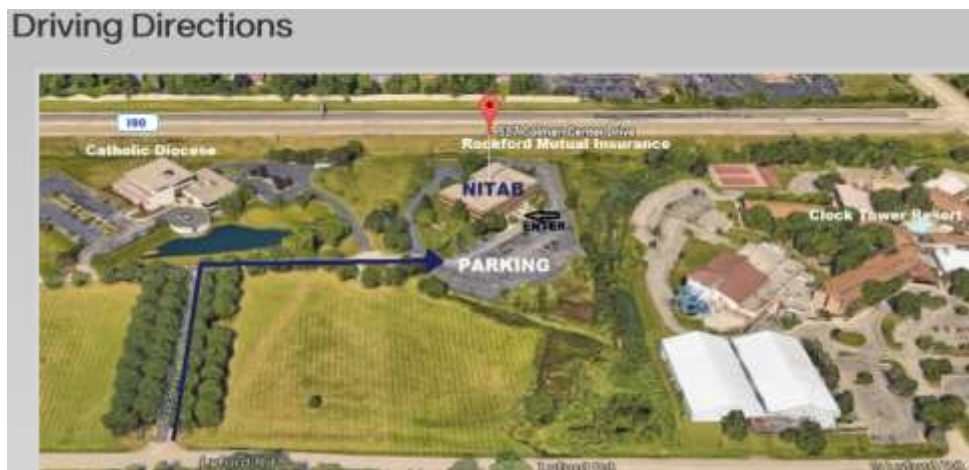 Driving Directions
I90
Catholic Diocese
Rockford Mutual Insurance
NITAB
ENTER
Clock Tower Resort
PARKING